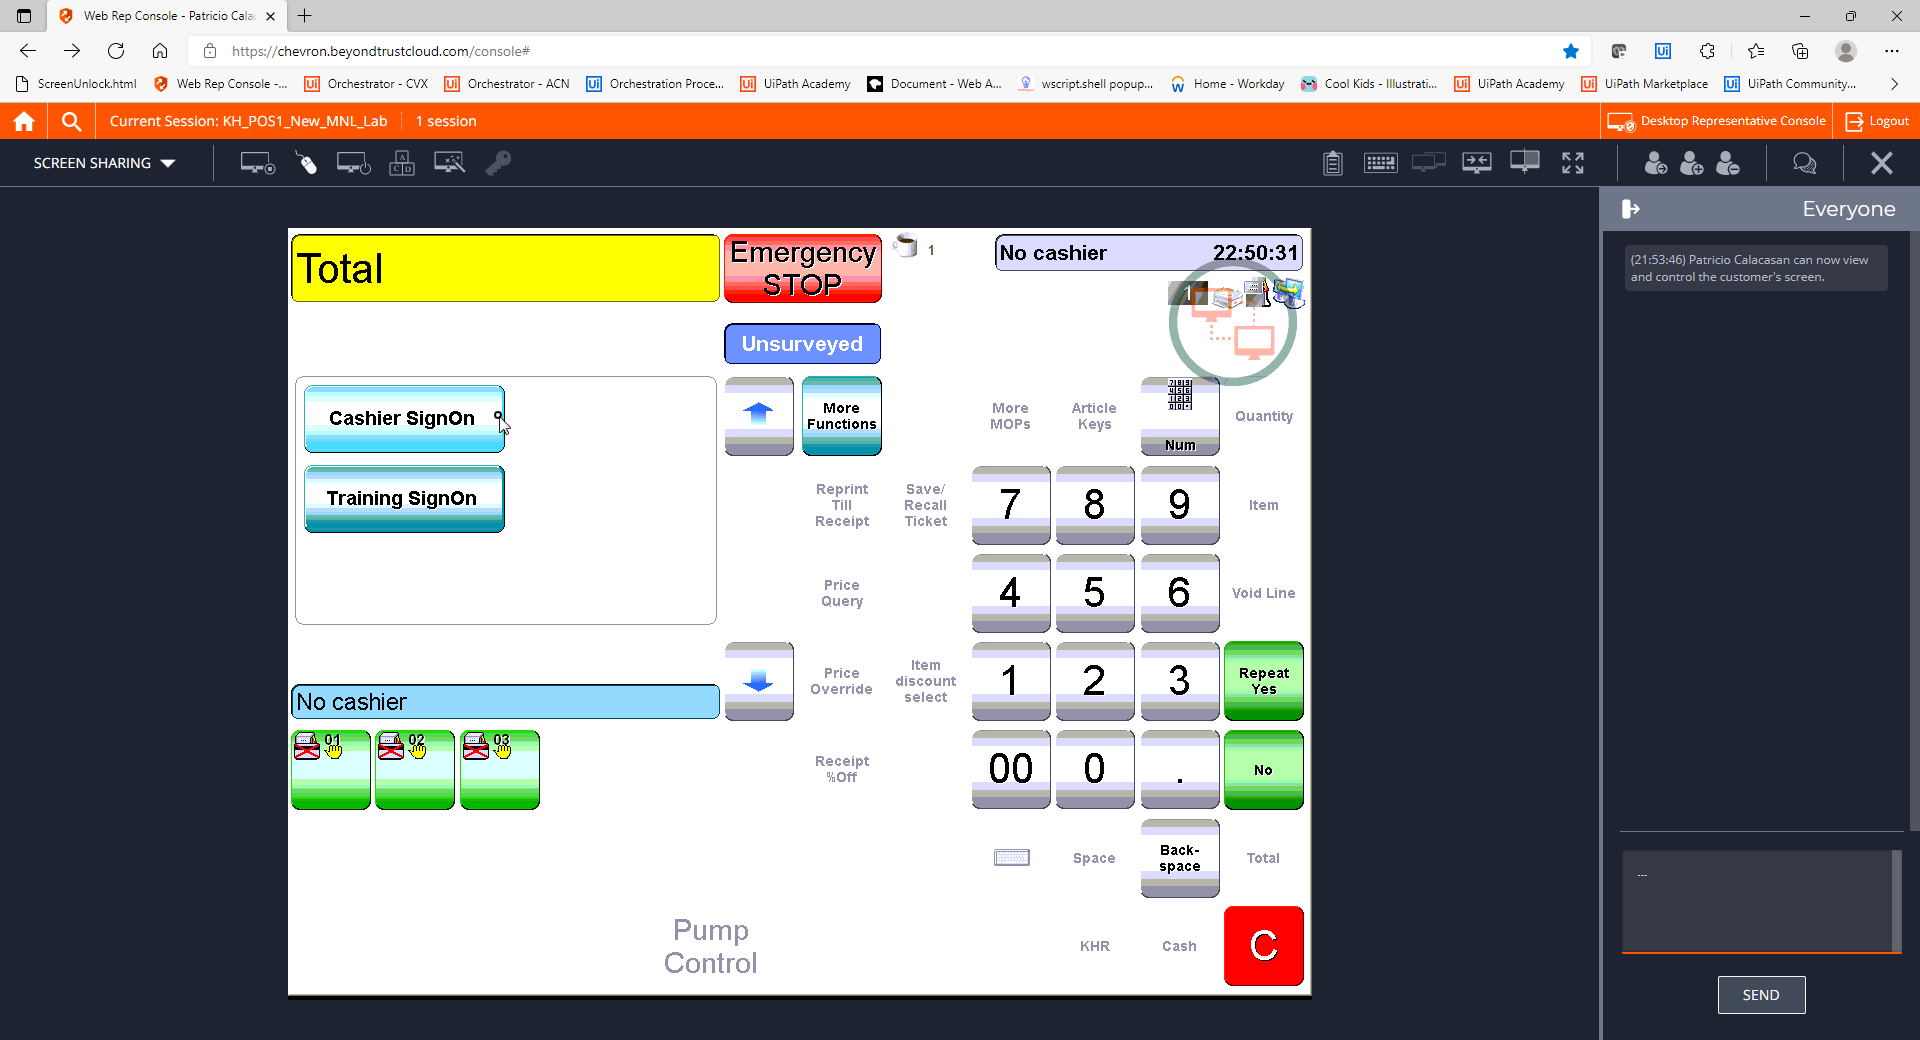 Web Rep Console - Patricio Cala
https://chevron.beyondtrustcloud.com/console#
ScreenUnlock.html
Web Rep Console -...
Orchestrator - CVX
Orchestrator - ACN
Orchestration Proce...
UiPath Academy
Document - Web A...
wscript.shell popup...
Home - Workday
Cool Kids - Illustrati...
UiPath Academy
UiPath Marketplace
UiPath Community...
Current Session: KH_POS1_New_MNL_Lab
1 session
Desktop Representative Console
Logout
SCREEN SHARING
Everyone
(21:53:46) Patricio Calacasan can now view
and control the customer's screen.
Total
Emergency
STOP
1
No cashier 22:50:31
1
Unsurveyed
Cashier SignOn
Training SignOn
More
Functions
More
MOPs
Article
Keys
Num
Quantity
Reprint
Till
Receipt
Save/
Recall
Ticket
7
8
9
Item
Price
Query
4
5
6
Void Line
Price
Override
Item
discount
select
1
2
3
Repeat
Yes
No cashier
01
02
03
Receipt
%Off
00
0
.
No
Space
Back-
space
Total
Pump
Control
KHR
Cash
C
...
SEND